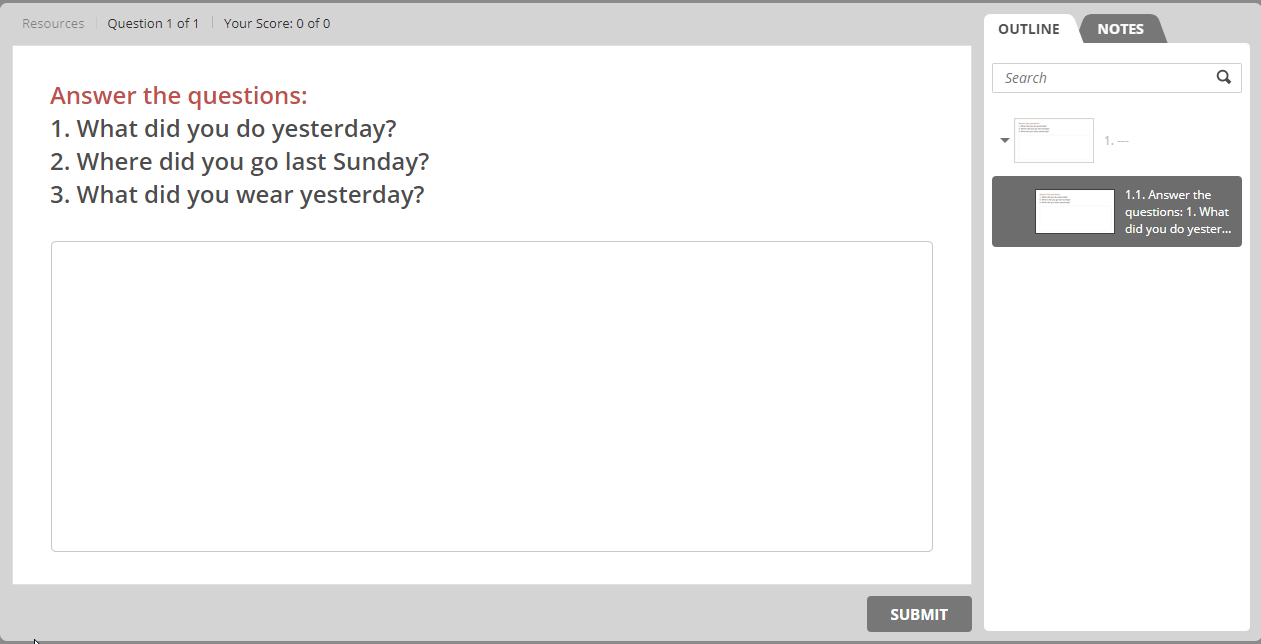 Resources
Question 1 of 1
Your Score: 0 of 0
OUTLINE
NOTES
Search
Answer the questions:
1. What did you do yesterday?
2. Where did you go last Sunday?
3. What did you wear yesterday?
1. ---
1.1. Answer the
questions: 1. What
did you do yester...
SUBMIT